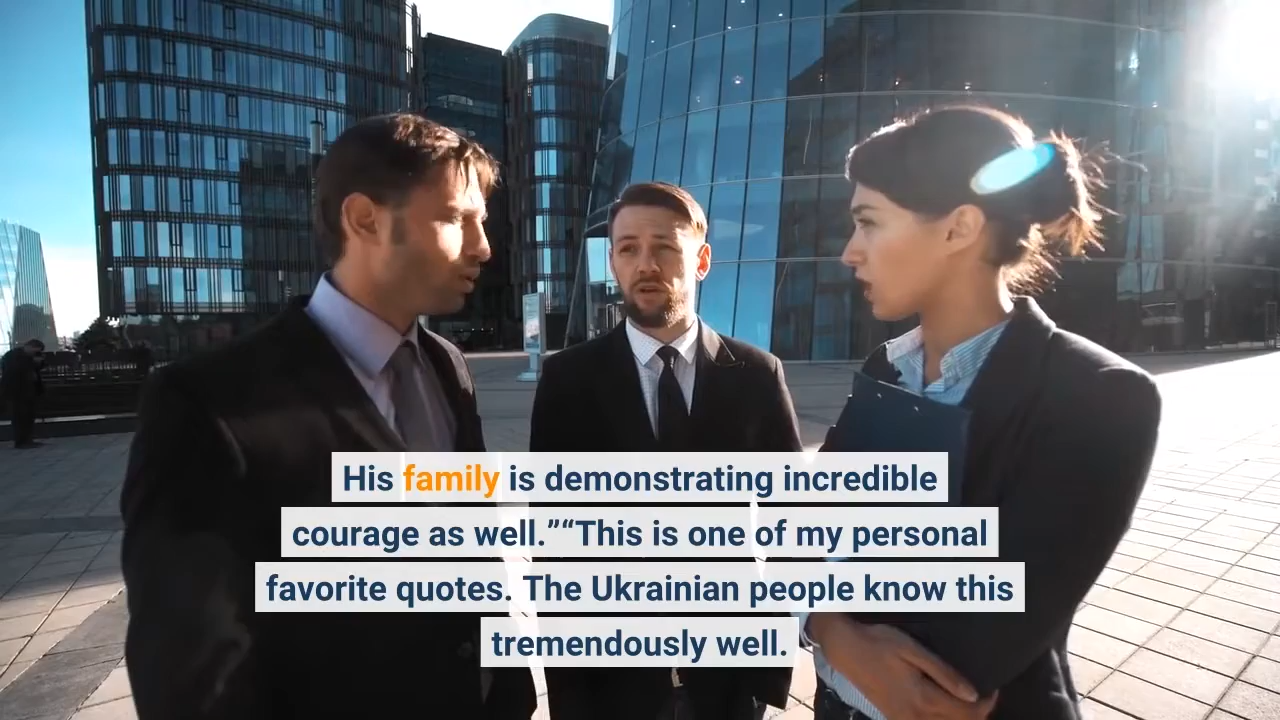 His family is demonstrating incredible
courage as well.”“This is one of my personal
favorite quotes. The Ukrainian people know this
tremendously well.